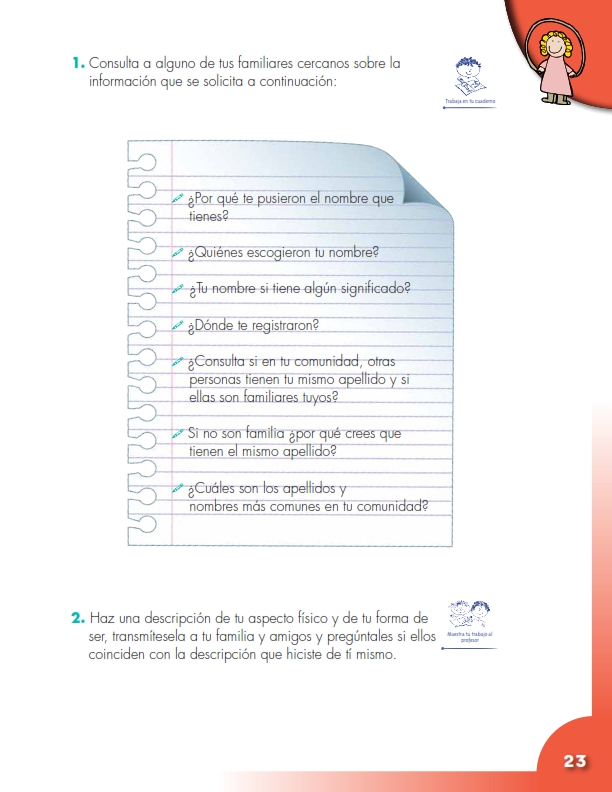 1. Consulta a alguno de tus familiares cercanos sobre la
información que se solicita a continuación:
Trabaja en tu cuaderno
¿Por qué te pusieron el nombre que
tienes?
¿Quiénes escogieron tu nombre?
¿Tu nombre si tiene algún significado?
¿Dónde te registraron?
¿Consulta si en tu comunidad, otras
personas tienen tu mismo apellido y si
ellas son familiares tuyos?
Si no son familia ¿por qué crees que
tienen el mismo apellido?
¿Cuáles son los apellidos y
nombres más comunes en tu comunidad?
2. Haz una descripción de tu aspecto físico y de tu forma de
ser, transmítesela a tu familia y amigos y pregúntales si ellos
coinciden con la descripción que hiciste de tí mismo.
Muestra tu trabajo al
profesor
23